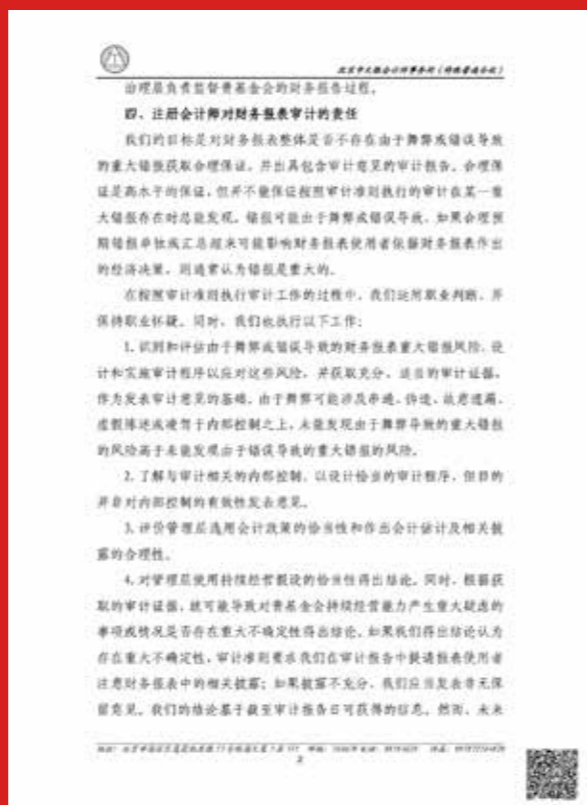 治理层负责监督贵基金会的财务报告过程。
四、注册会计师对财务报表审计的责任
我们的目标是对财务报表整体是否不存在由于舞弊或错误导致
的重大错报获取合理保证，并出具包含审计意见的审计报告。合理保
证是高水平的保证，但并不能保证按照审计准则执行的审计在某一重
大错报存在时总能发现。错报可能由于舞弊或错误导致，如果合理预
期错报单独或汇总起来可能影响财务报表使用者依据财务报表作出
的经济决策，则通常认为错报是重大的。
在按照审计准则执行审计工作的过程中，我们运用职业判断，并
保持职业怀疑。同时，我们也执行以下工作：
1. 识别和评估由于舞弊或错误导致的财务报表重大错报风险，设
计和实施审计程序以应对这些风险，并获取充分、适当的审计证据，
作为发表审计意见的基础。由于舞弊可能涉及串通、伪造、故意遗漏、
虚假陈述或凌驾于内部控制之上，未能发现由于舞弊导致的重大错报
的风险高于未能发现由于错误导致的重大错报的风险。
2. 了解与审计相关的内部控制，以设计恰当的审计程序，但目的
并非对内部控制的有效性发表意见。
3. 评价管理层选用会计政策的恰当性和作出会计估计及相关披
露的合理性。
4. 对管理层使用持续经营假设的恰当性得出结论。同时，根据获
取的审计证据，就可能导致对贵基金会持续经营能力产生重大疑虑的
事项或情况是否存在重大不确定性得出结论。如果我们得出结论认为
存在重大不确定性，审计准则要求我们在审计报告中提请报表使用者
注意财务报表中的相关披露；如果披露不充分，我们应当发表非无保
留意见。我们的结论基于截至审计报告日可获得的信息。然而，未来
2